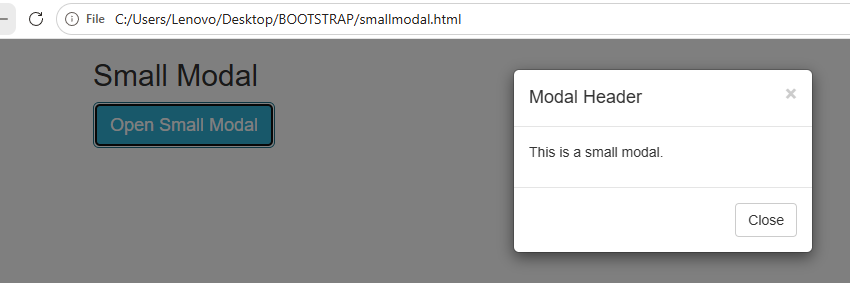 File C:/Users/Lenovo/Desktop/BOOTSTRAP/smallmodal.html
Small Modal
Open Small Modal
Modal Header ×
This is a small modal.
Close